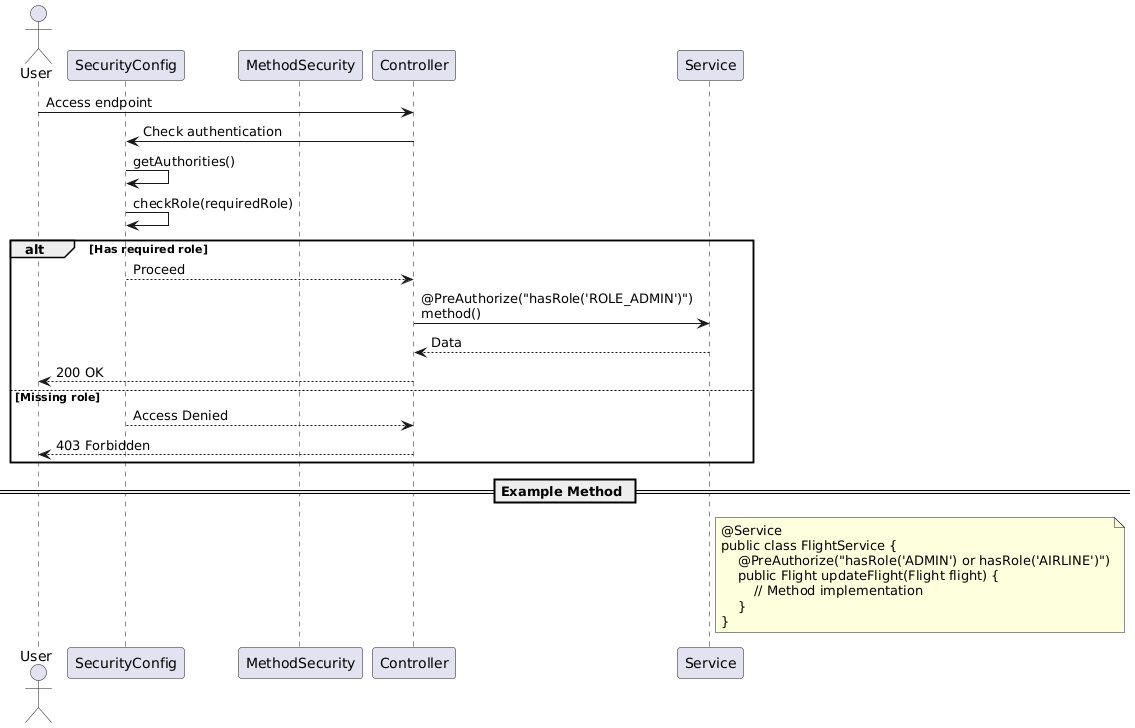 User
SecurityConfig
MethodSecurity
Controller
Service
Access endpoint
Check authentication
getAuthorities()
checkRole(requiredRole)
alt
[Has required role]
Proceed
@PreAuthorize("hasRole('ROLE_ADMIN')")
method()
Data
200 OK
[Missing role]
Access Denied
403 Forbidden
Example Method
@Service
public class FlightService {
    @PreAuthorize("hasRole('ADMIN') or hasRole('AIRLINE')")
    public Flight updateFlight(Flight flight) {
        // Method implementation
    }
}
User
SecurityConfig
MethodSecurity
Controller
Service